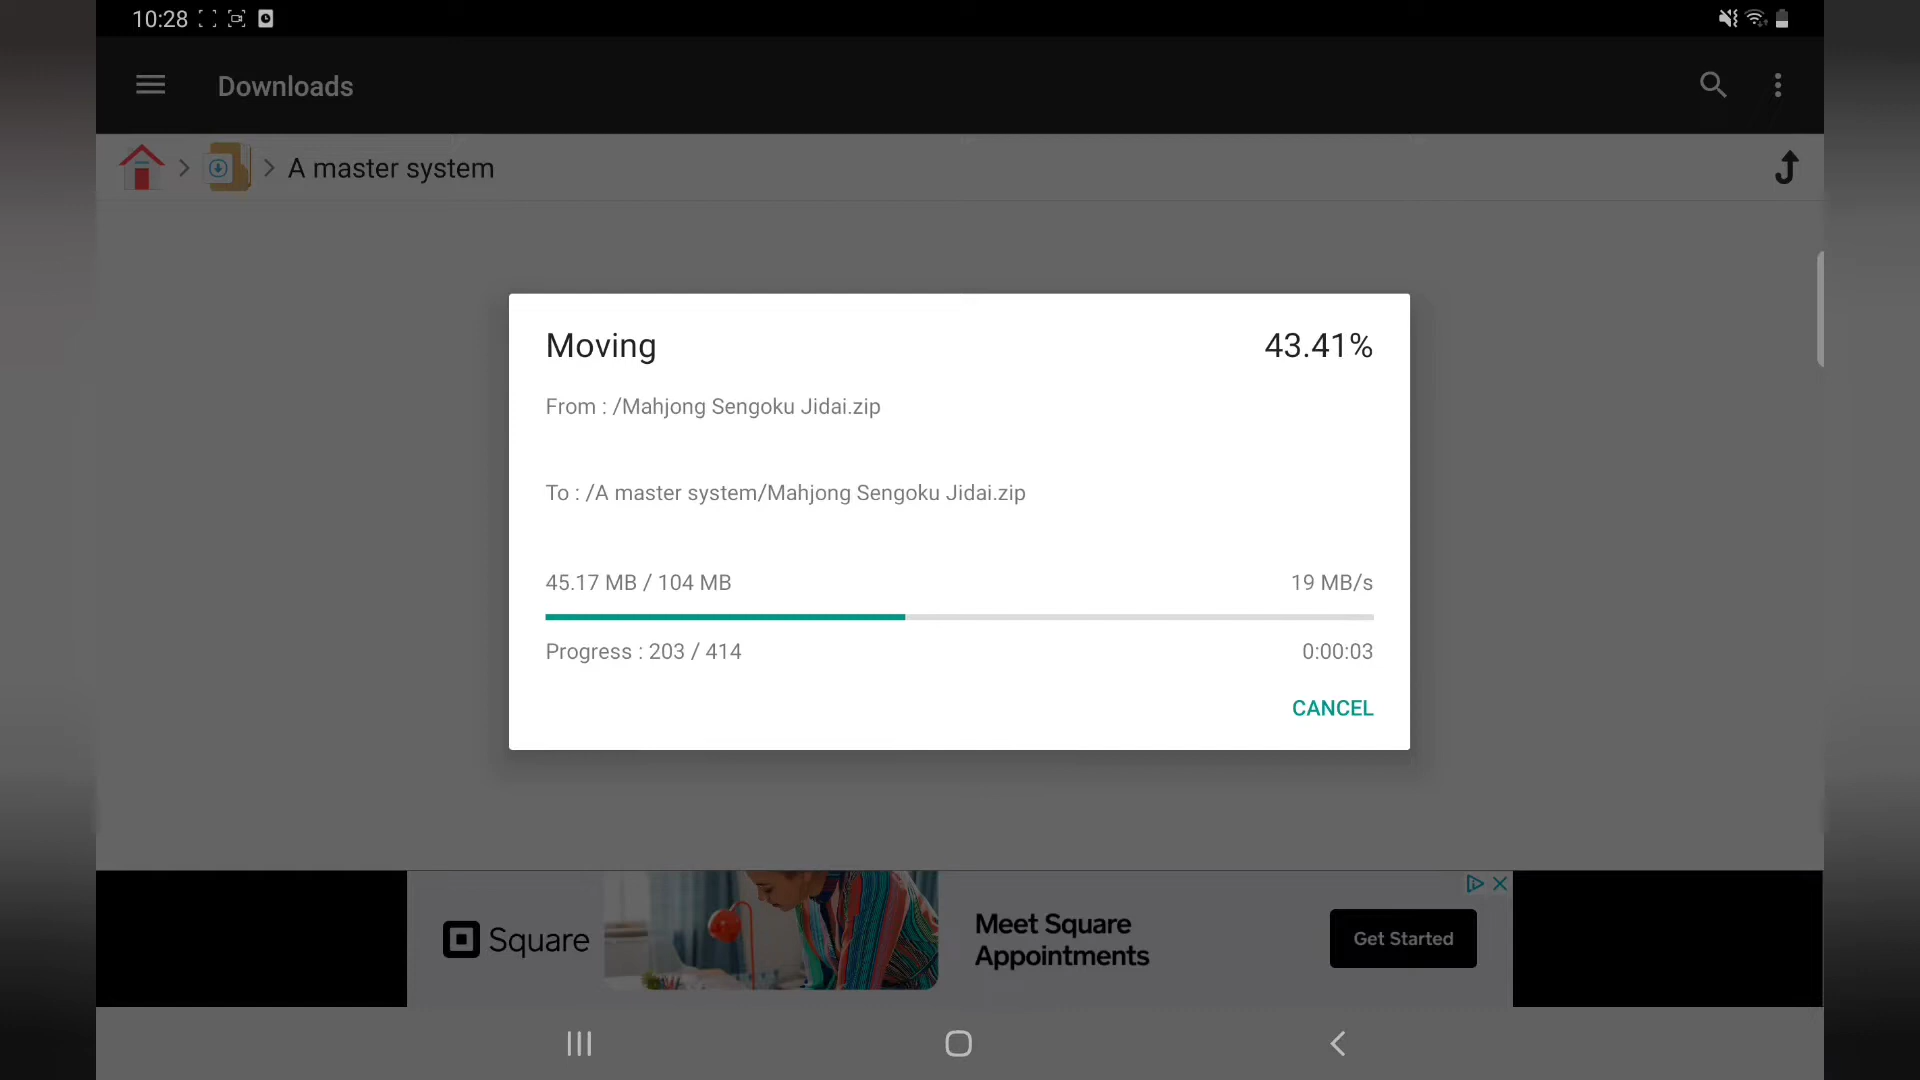 10:28
Downloads
A master system
Moving
43.41%
From : /Mahjong Sengoku Jidai.zip
To : /A master system/Mahjong Sengoku Jidai.zip
45.17 MB / 104 MB
19 MB/s
Progress : 203 / 414
0:00:03
CANCEL
Square
Meet Square
Appointments
Get Started